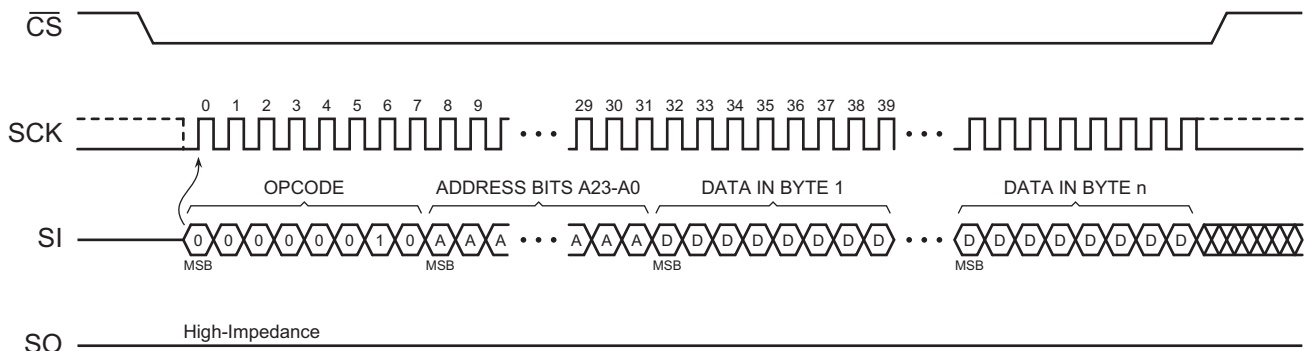 CS
0 1 2 3 4 5 6 7 8 9 29 30 31 32 33 34 35 36 37 38 39
SCK
OPCODE ADDRESS BITS A23-A0 DATA IN BYTE 1 DATA IN BYTE n
SI 0 0 0 0 0 0 1 0 A A A A A A D D D D D D D D D D D D D D D D
MSB MSB MSB MSB
High-Impedance
SO